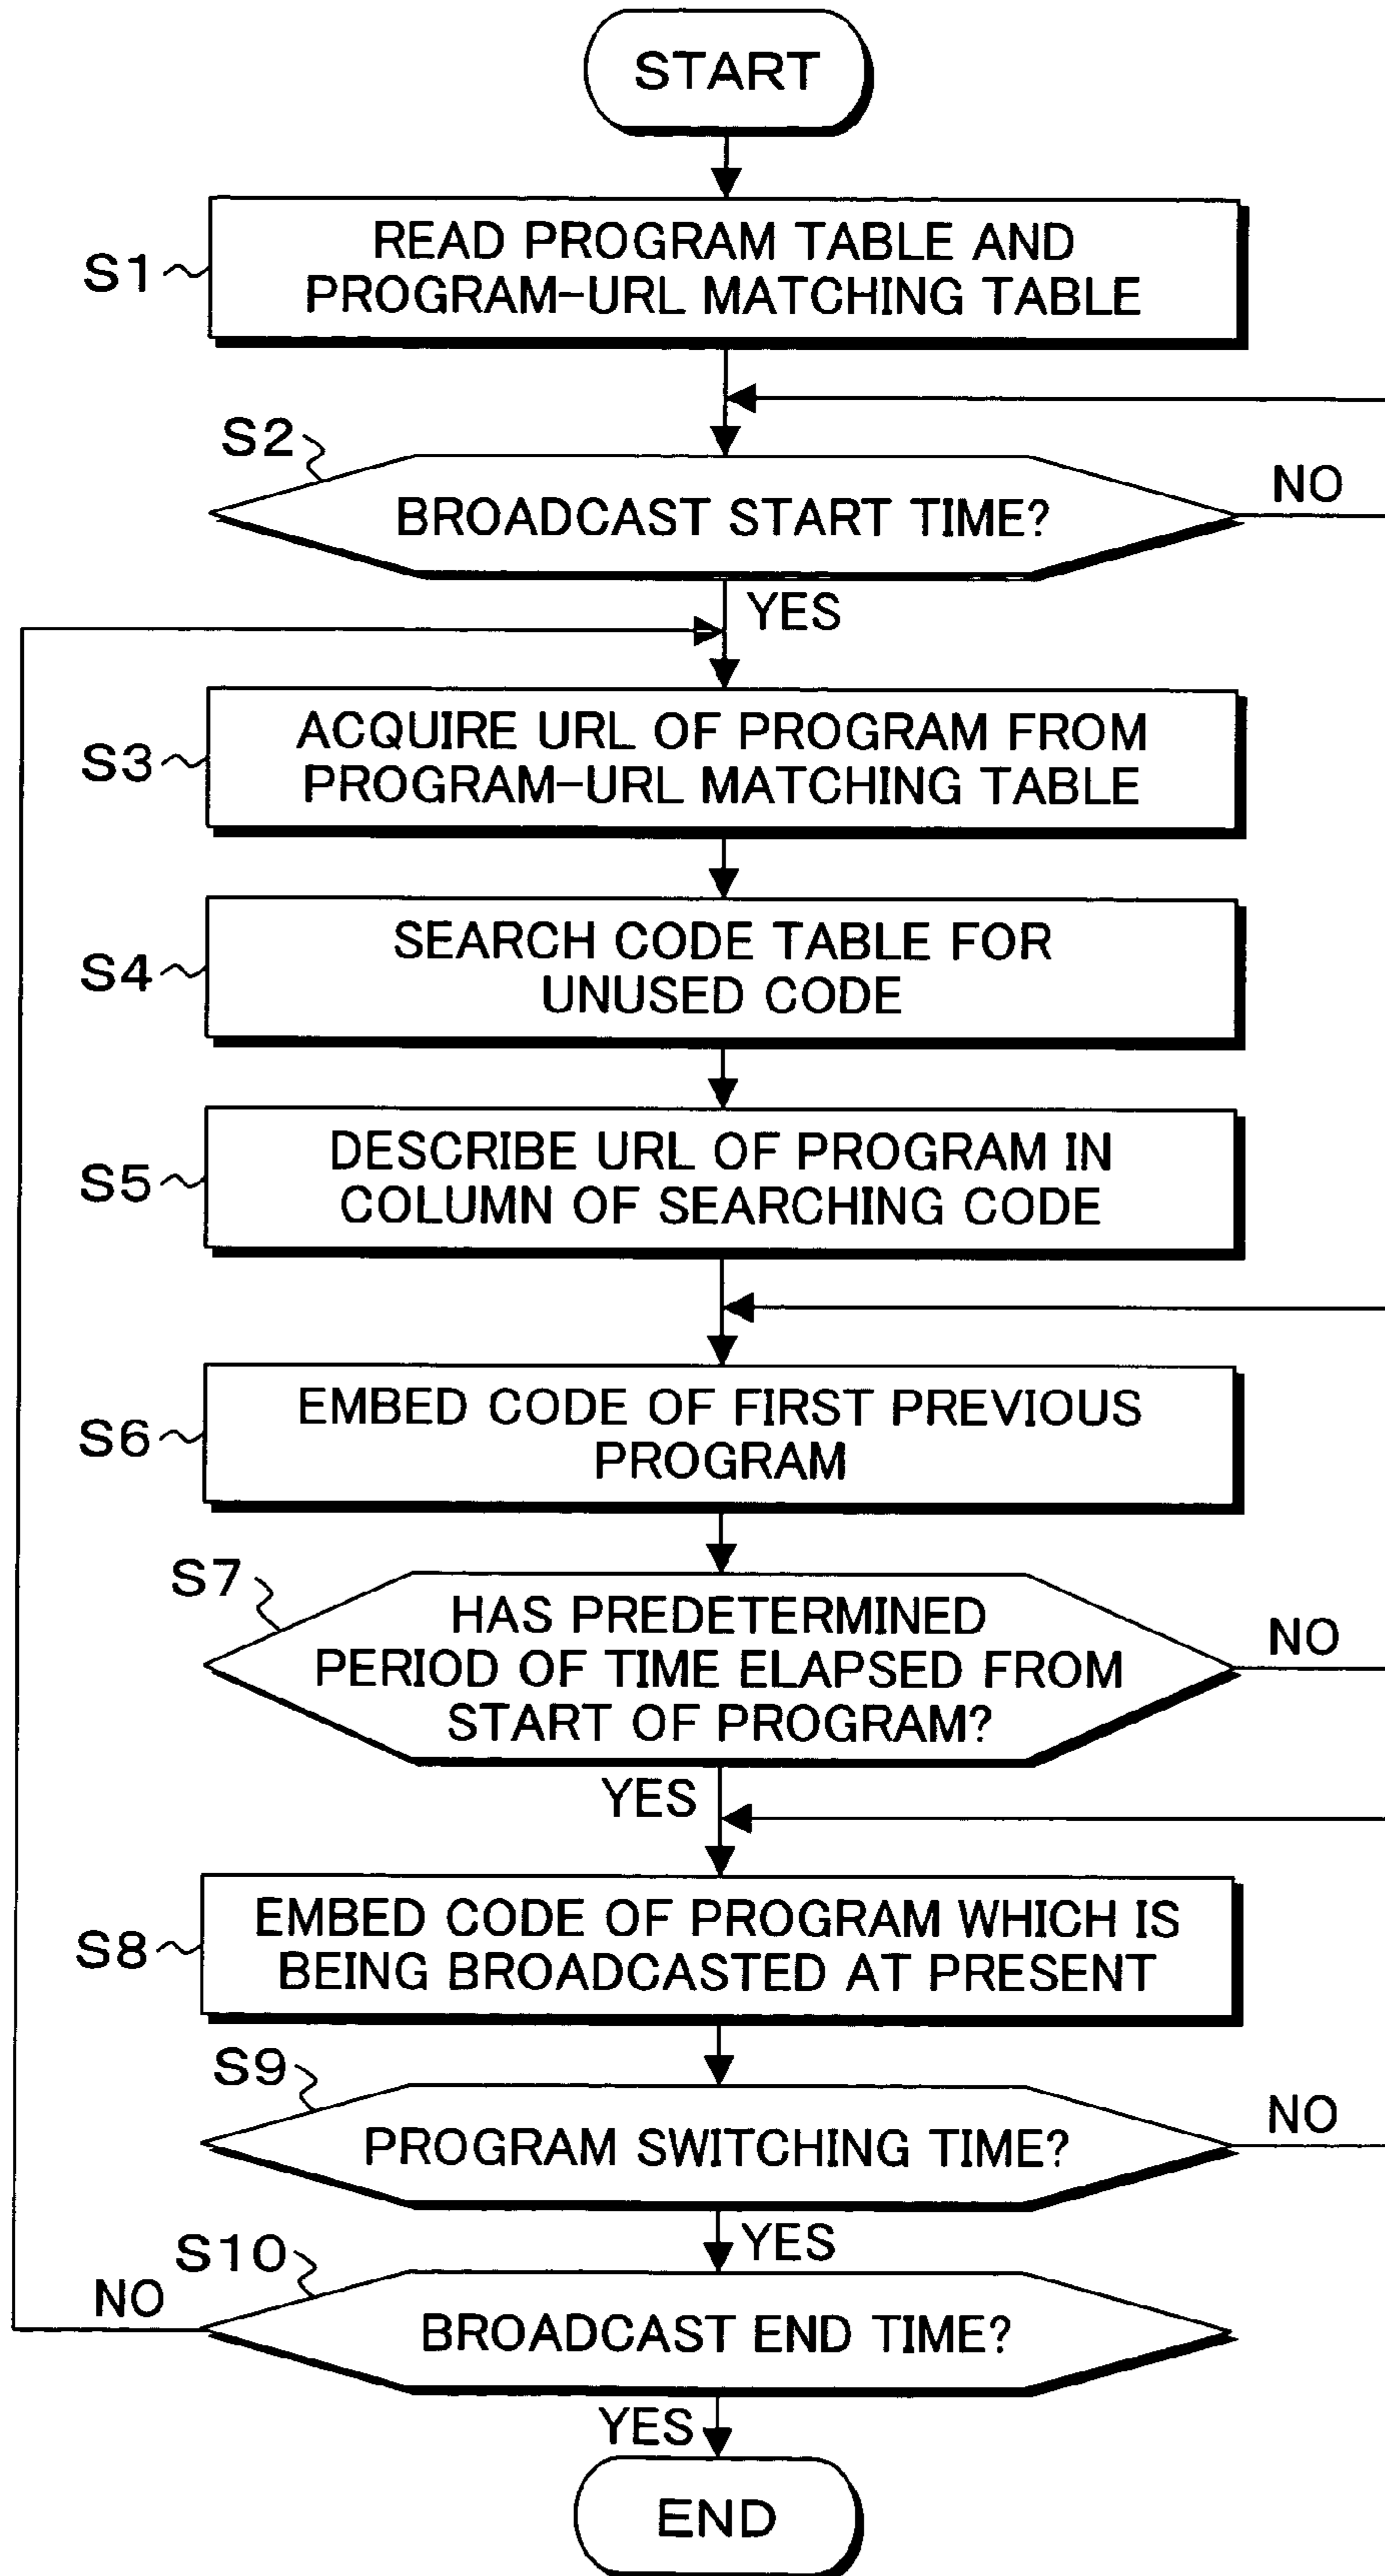 START
S1
READ PROGRAM TABLE AND
PROGRAM-URL MATCHING TABLE
S2
BROADCAST START TIME?
NO
YES
S3
ACQUIRE URL OF PROGRAM FROM
PROGRAM-URL MATCHING TABLE
S4
SEARCH CODE TABLE FOR
UNUSED CODE
S5
DESCRIBE URL OF PROGRAM IN
COLUMN OF SEARCHING CODE
S6
EMBED CODE OF FIRST PREVIOUS
PROGRAM
S7
HAS PREDETERMINED
PERIOD OF TIME ELAPSED FROM
START OF PROGRAM?
NO
YES
S8
EMBED CODE OF PROGRAM WHICH IS
BEING BROADCASTED AT PRESENT
S9
PROGRAM SWITCHING TIME?
NO
YES
S10
NO
BROADCAST END TIME?
YES
END